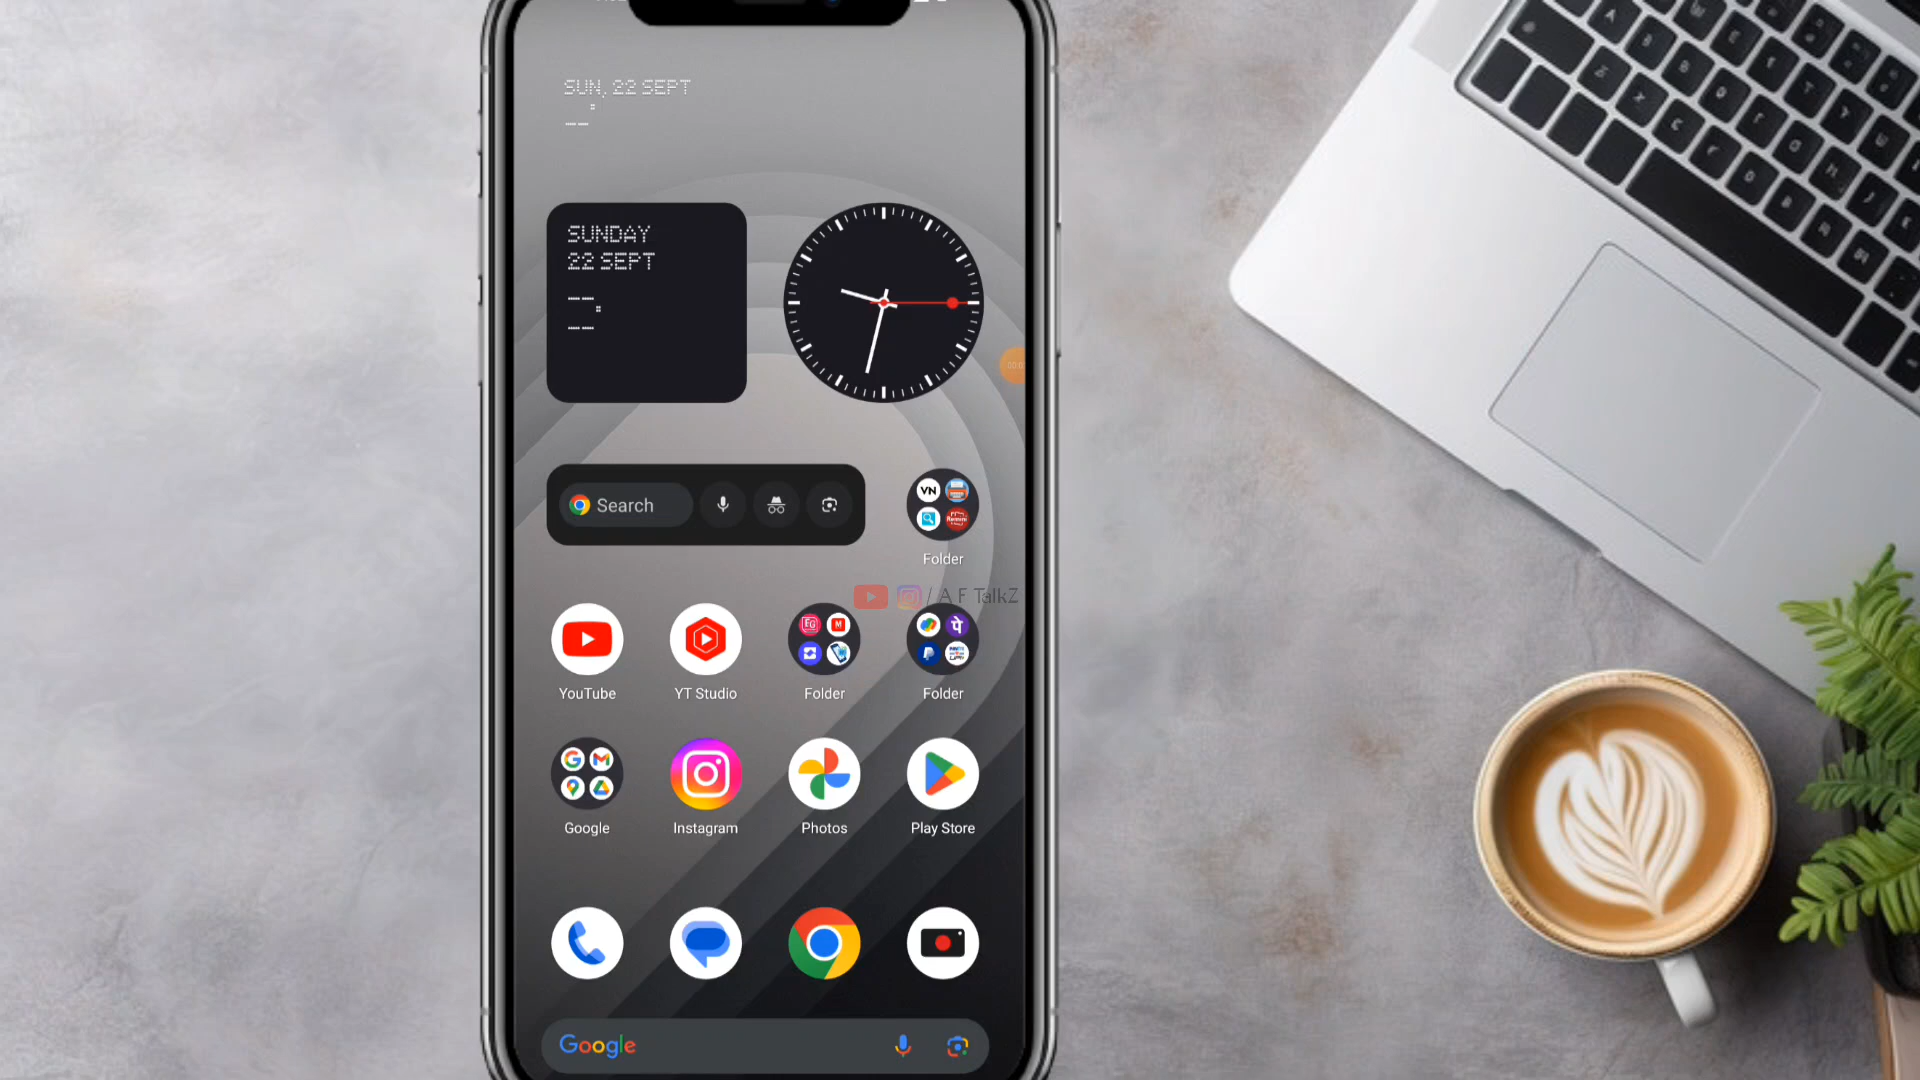 SUN, 22 SEPT
SUNDAY
22 SEPT
Search
VN
Folder
/ A F TalkZ
YouTube
YT Studio
Folder
Folder
Google
Instagram
Photos
Play Store
Google